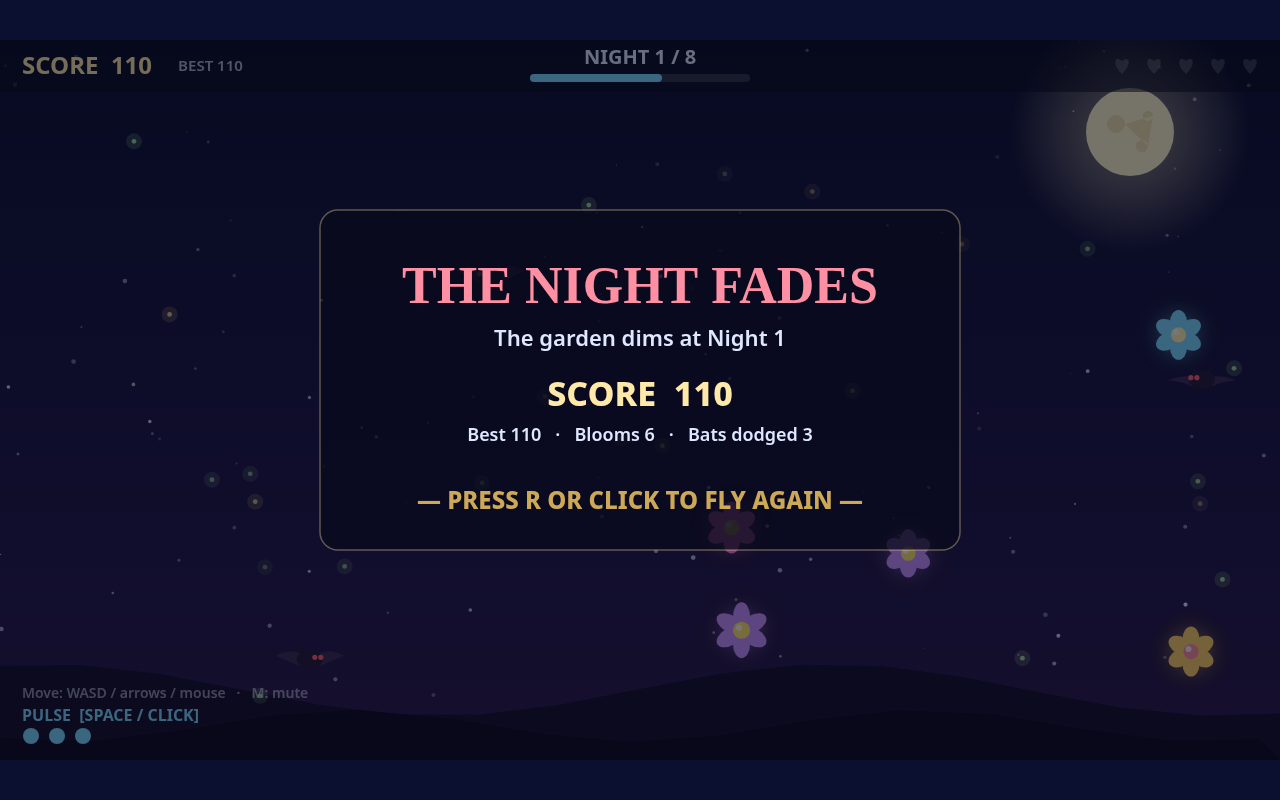 SCORE 110 BEST 110
NIGHT 1 / 8
THE NIGHT FADES
The garden dims at Night 1
SCORE 110
Best 110 · Blooms 6 · Bats dodged 3
— PRESS R OR CLICK TO FLY AGAIN —
Move: WASD / arrows / mouse · M: mute
PULSE [SPACE / CLICK]